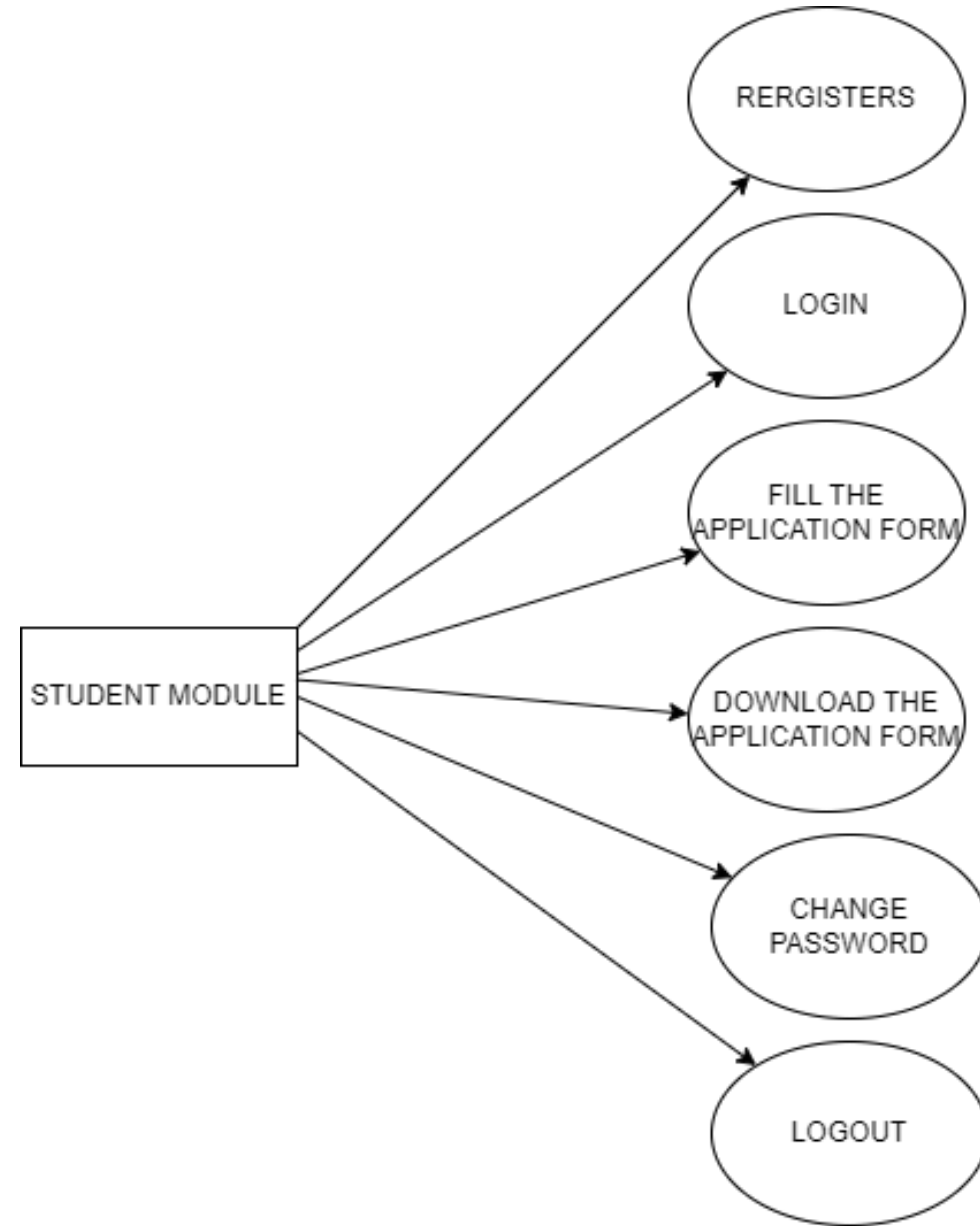 RERGISTERS
LOGIN
FILL THE
APPLICATION FORM
STUDENT MODULE
DOWNLOAD THE
APPLICATION FORM
CHANGE
PASSWORD
LOGOUT